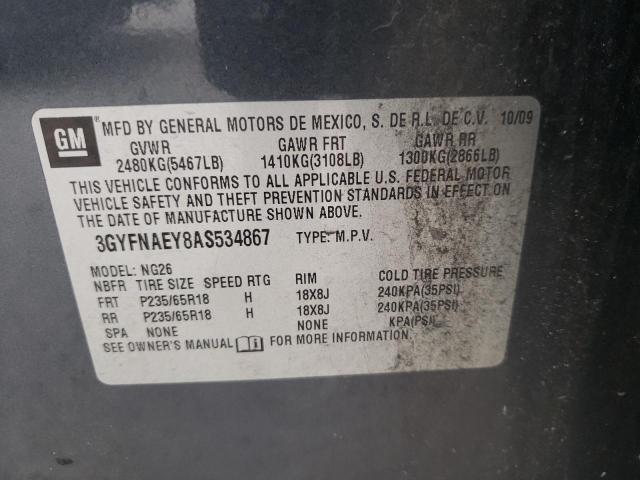 GM ® MFD BY GENERAL MOTORS DE MEXICO, S. DE R.L. DE C.V. 10/09
GVWR GAWR FRT GAWR RR
2480KG(5467LB) 1410KG(3108LB) 1300KG(2866LB)
THIS VEHICLE CONFORMS TO ALL APPLICABLE U.S. FEDERAL MOTOR
VEHICLE SAFETY AND THEFT PREVENTION STANDARDS IN EFFECT ON
THE DATE OF MANUFACTURE SHOWN ABOVE.
3GYFNAEY8AS534867 TYPE: M.P.V.
MODEL: NG26
NBFR TIRE SIZE SPEED RTG RIM COLD TIRE PRESSURE
FRT P235/65R18 H 18X8J 240KPA(35PSI)
RR P235/65R18 H 18X8J 240KPA(35PSI)
SPA NONE NONE KPA(PSI)
SEE OWNER'S MANUAL FOR MORE INFORMATION.